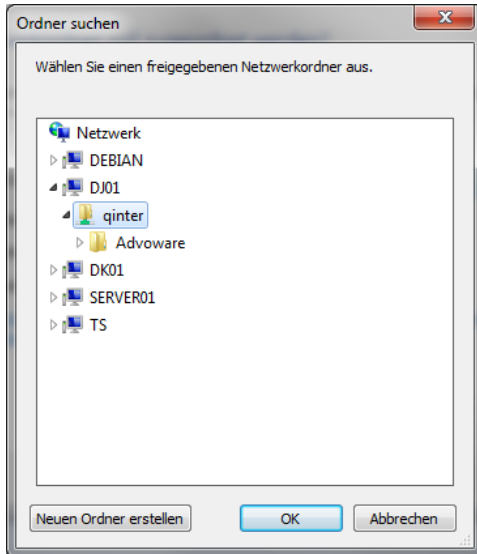 Ordner suchen
Wählen Sie einen freigegebenen Netzwerkordner aus.
Netzwerk
DEBIAN
DJ01
qinter
Advoware
DK01
SERVER01
TS
Neuen Ordner erstellen OK Abbrechen